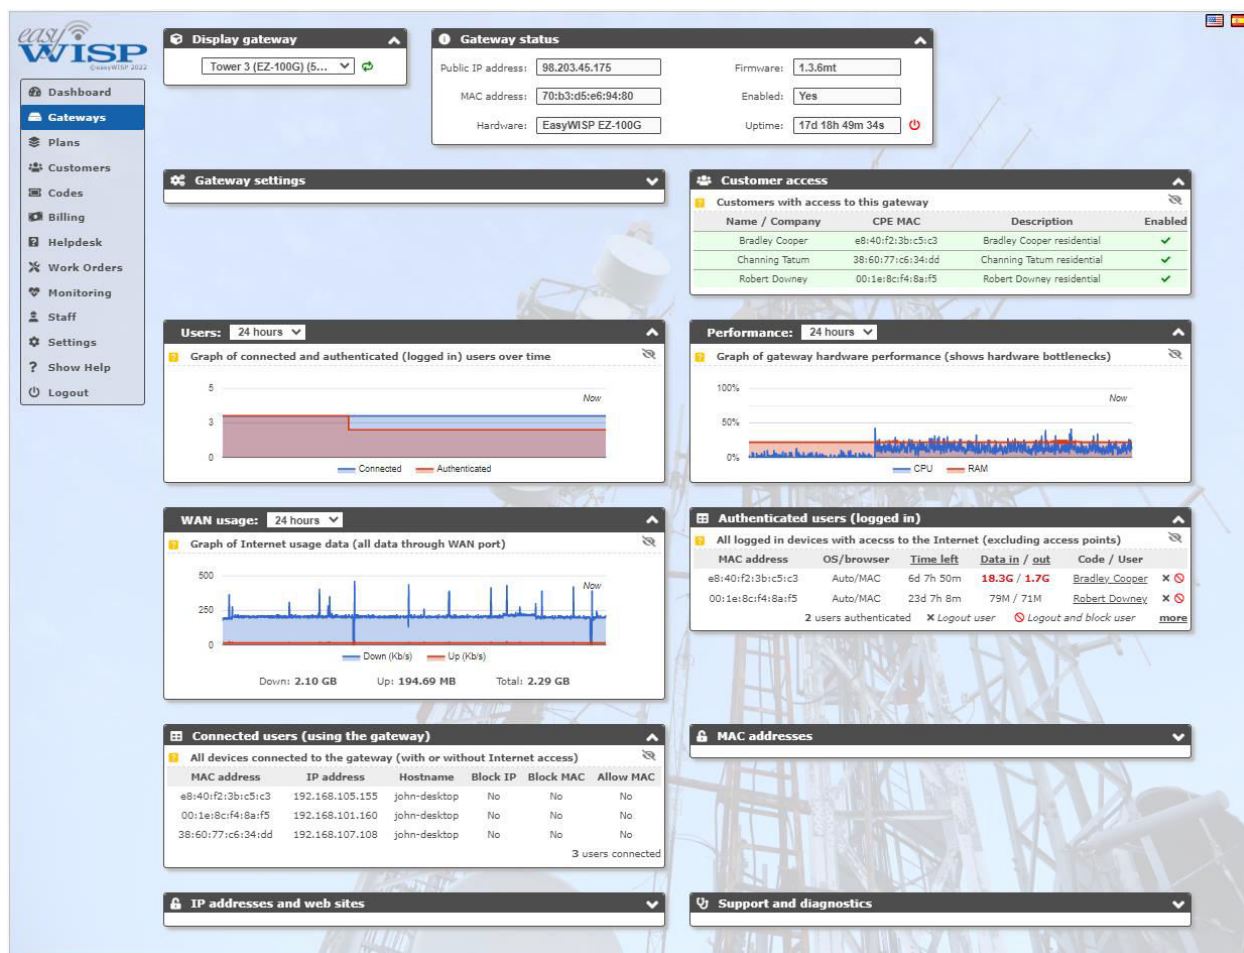 easy
WISP
©easyWISP 2022
Dashboard
Gateways
Plans
Customers
Codes
Billing
Helpdesk
Work Orders
Monitoring
Staff
Settings
Show Help
Logout
Display gateway
Tower 3 (EZ-100G) (5...
Gateway status
Public IP address: 98.203.45.175 Firmware: 1.3.6mt
MAC address: 70:b3:d5:e6:94:80 Enabled: Yes
Hardware: EasyWISP EZ-100G Uptime: 17d 18h 49m 34s
Gateway settings
Customer access
Customers with access to this gateway
Name / Company CPE MAC Description Enabled
Bradley Cooper e8:40:f2:3b:c5:c3 Bradley Cooper residential
Channing Tatum 38:60:77:c6:34:dd Channing Tatum residential
Robert Downey 00:1e:8c:f4:8a:f5 Robert Downey residential
Users: 24 hours
Graph of connected and authenticated (logged in) users over time
5
Now
3
0
Connected Authenticated
Performance: 24 hours
Graph of gateway hardware performance (shows hardware bottlenecks)
100%
Now
50%
0%
CPU RAM
WAN usage: 24 hours
Graph of Internet usage data (all data through WAN port)
500
Now
250
0
Down (Kb/s) Up (Kb/s)
Down: 2.10 GB Up: 194.69 MB Total: 2.29 GB
Authenticated users (logged in)
All logged in devices with acecss to the Internet (excluding access points)
MAC address OS/browser Time left Data in / out Code / User
e8:40:f2:3b:c5:c3 Auto/MAC 6d 7h 50m 18.3G / 1.7G Bradley Cooper
00:1e:8c:f4:8a:f5 Auto/MAC 23d 7h 8m 79M / 71M Robert Downey
2 users authenticated Logout user Logout and block user more
Connected users (using the gateway)
All devices connected to the gateway (with or without Internet access)
MAC address IP address Hostname Block IP Block MAC Allow MAC
e8:40:f2:3b:c5:c3 192.168.105.155 john-desktop No No No
00:1e:8c:f4:8a:f5 192.168.101.160 john-desktop No No No
38:60:77:c6:34:dd 192.168.107.108 john-desktop No No No
3 users connected
MAC addresses
IP addresses and web sites
Support and diagnostics